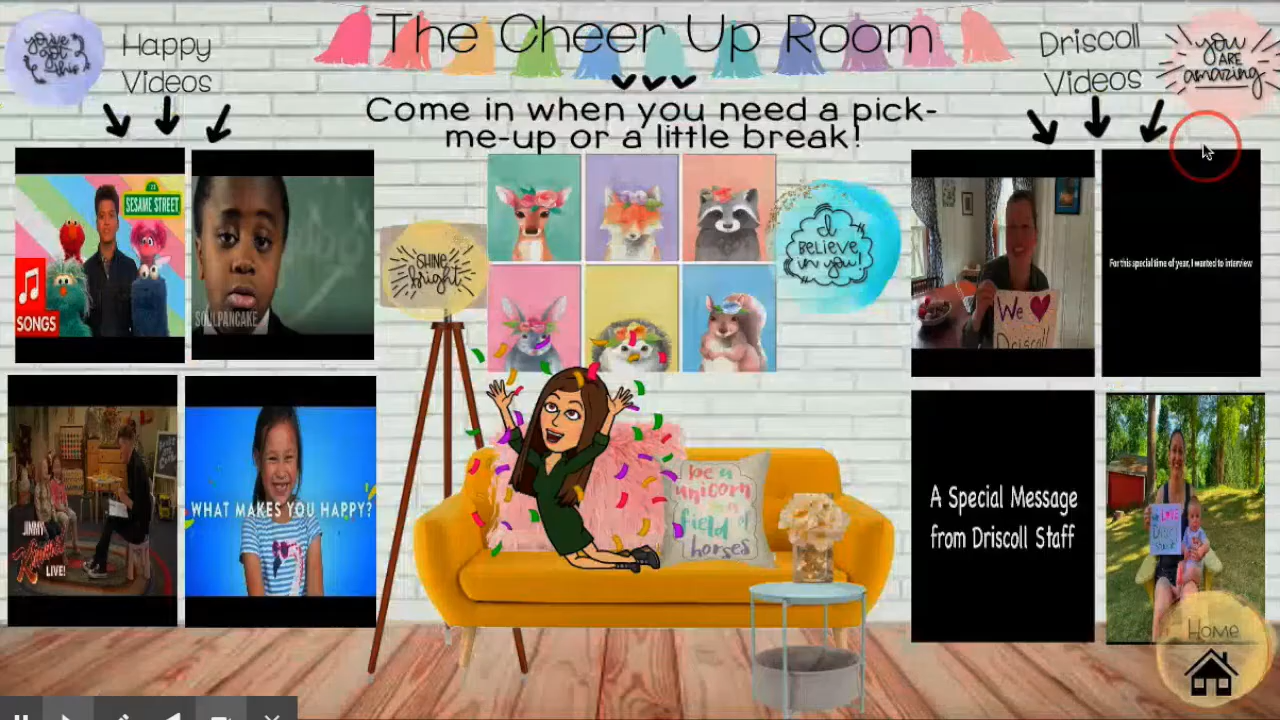 The Cheer Up Room
Come in when you need a pick-
me-up or a little break!
you've
got
this
Happy
Videos
Driscoll
Videos
you
ARE
amazing
SESAME STREET
SONGS
SOULPANCAKE
JIMMY
LIVE!
WHAT MAKES YOU HAPPY?
SHINE
bright
I
BELIEVE
in you!
be a
unicorn
in a
field of
horses
We
Driscoll
For this special time of year, I wanted to interview
A Special Message
from Driscoll Staff
We LOVE
Home